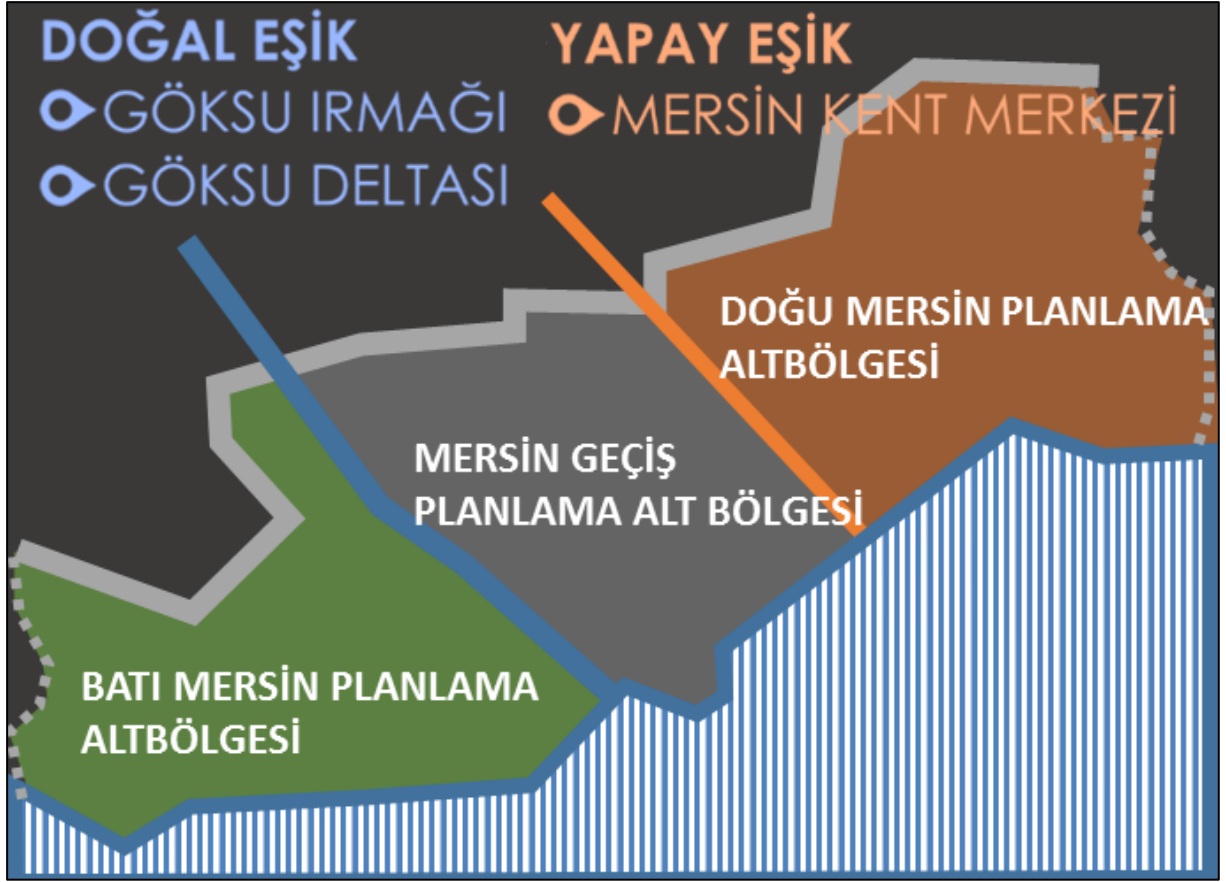 DOĞAL EŞİK
GÖKSU IRMAĞI
GÖKSU DELTASI
YAPAY EŞİK
MERSİN KENT MERKEZİ
DOĞU MERSİN PLANLAMA
ALTBÖLGESİ
MERSİN GEÇİŞ
PLANLAMA ALT BÖLGESİ
BATI MERSİN PLANLAMA
ALTBÖLGESİ